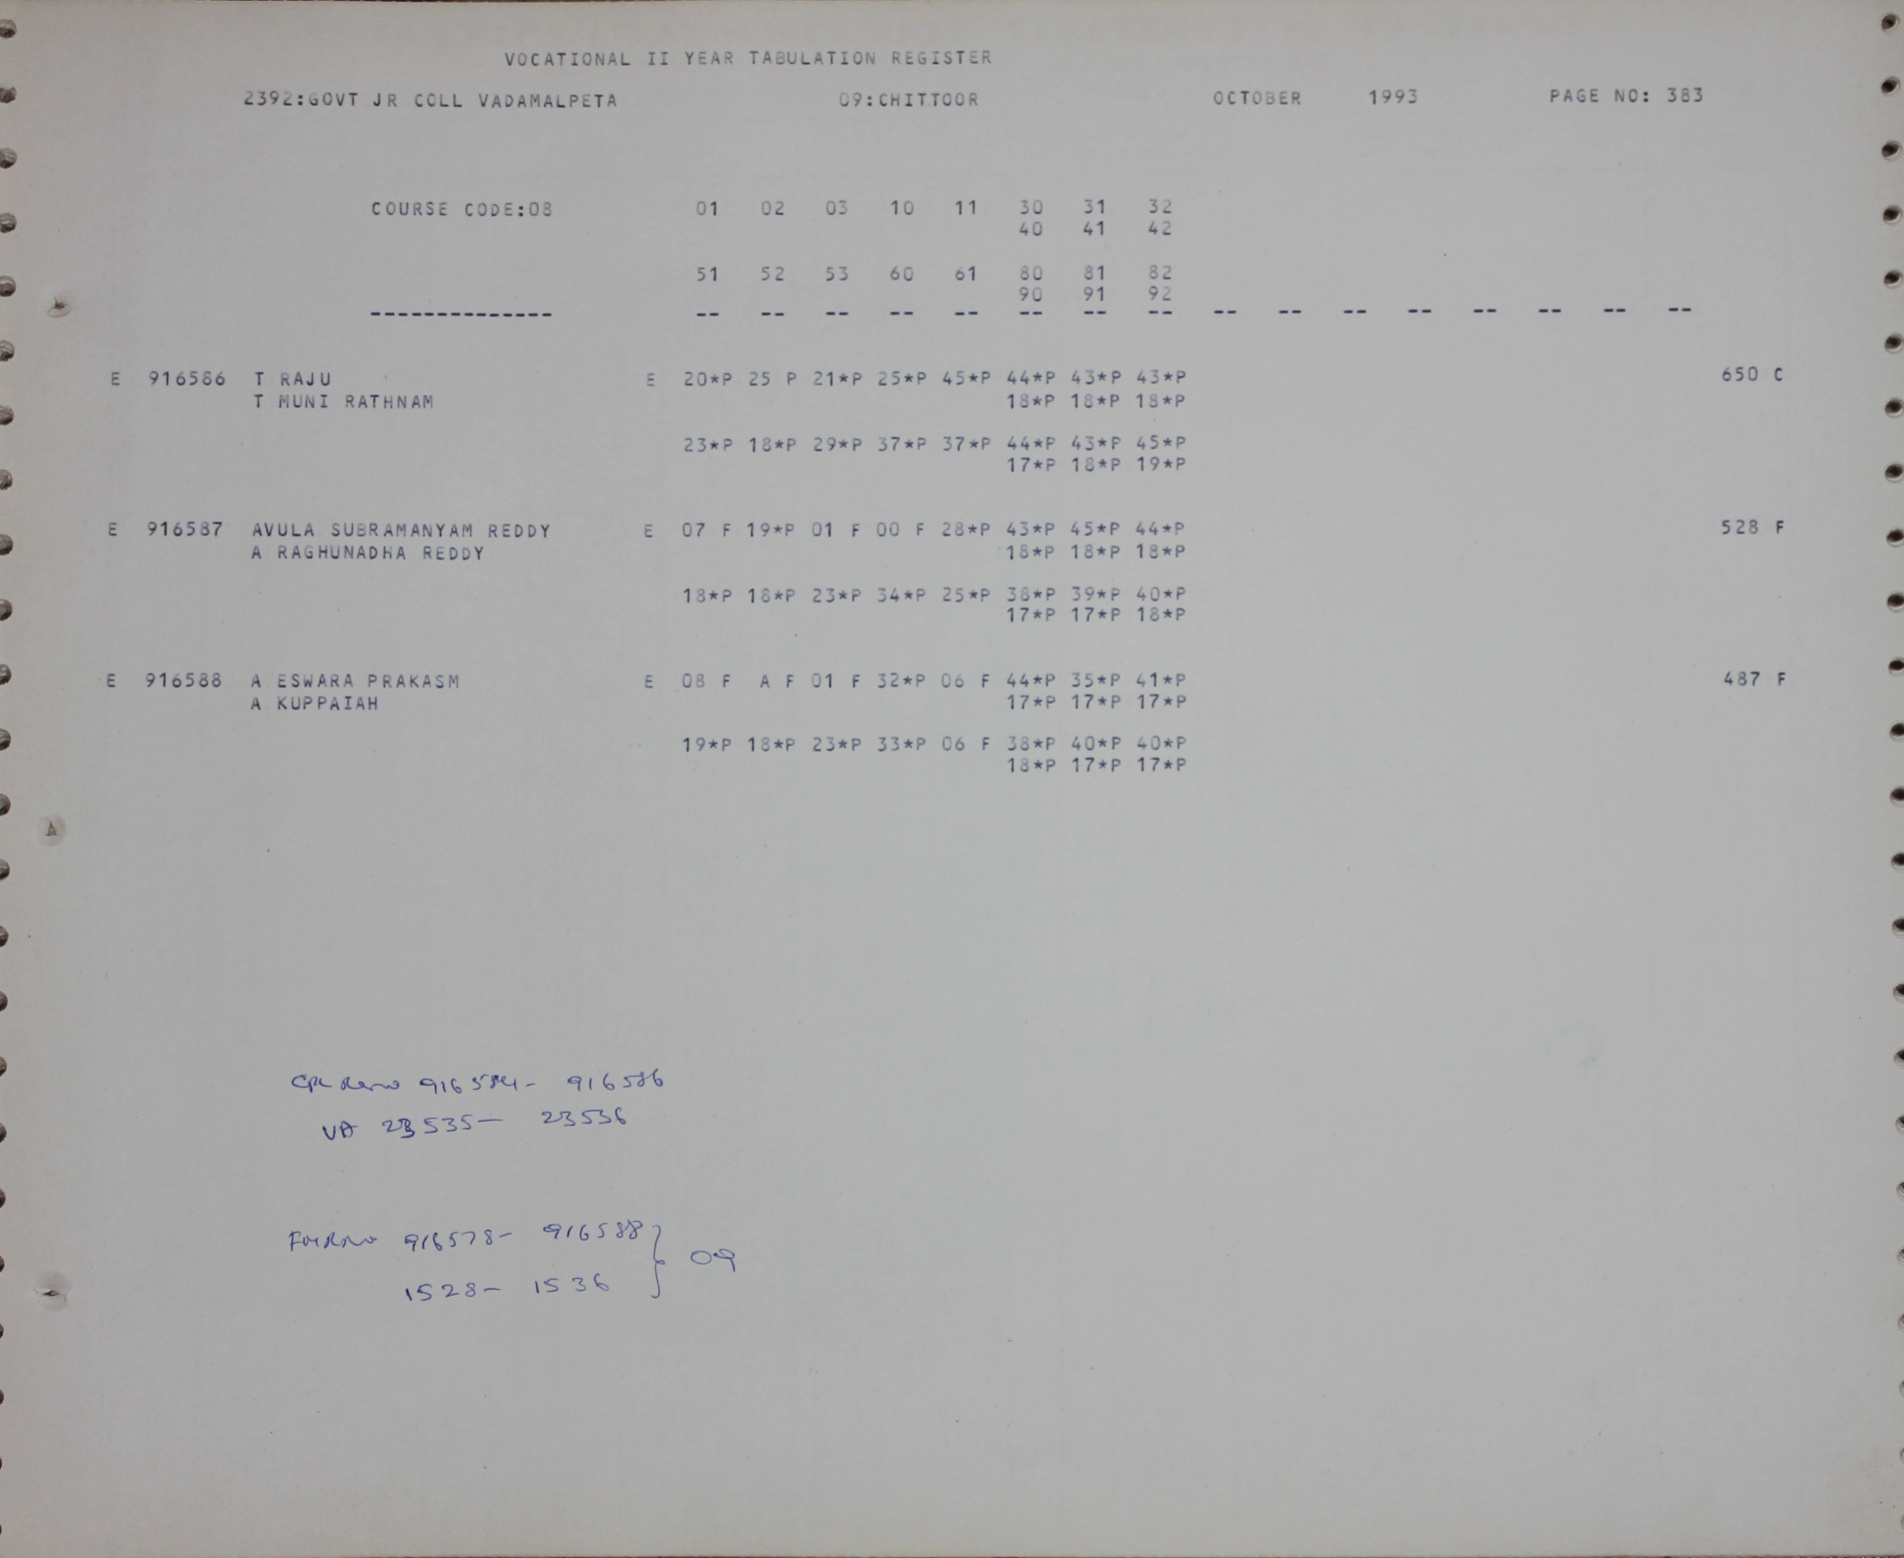 VOCATIONAL II YEAR TABULATION REGISTER
2392:GOVT JR COLL VADAMALPETA 09:CHITTOOR OCTOBER 1993 PAGE NO: 383
COURSE CODE:08 01 02 03 10 11 30 31 32
40 41 42
51 52 53 60 61 80 81 82
90 91 92
-------------- -- -- -- -- -- -- -- -- -- -- -- -- -- -- -- --
E 916586 T RAJU E 20*P 25 P 21*P 25*P 45*P 44*P 43*P 43*P 650 C
T MUNI RATHNAM 18*P 18*P 18*P
23*P 18*P 29*P 37*P 37*P 44*P 43*P 45*P
17*P 18*P 19*P
E 916587 AVULA SUBRAMANYAM REDDY E 07 F 19*P 01 F 00 F 28*P 43*P 45*P 44*P 528 F
A RAGHUNADHA REDDY 18*P 18*P 18*P
18*P 18*P 23*P 34*P 25*P 38*P 39*P 40*P
17*P 17*P 18*P
E 916588 A ESWARA PRAKASM E 08 F A F 01 F 32*P 06 F 44*P 35*P 41*P 487 F
A KUPPAIAH 17*P 17*P 17*P
19*P 18*P 23*P 33*P 06 F 38*P 40*P 40*P
18*P 17*P 17*P
916584- 916586
VA 23535- 23536
916578- 916588 } 09
1528- 1536